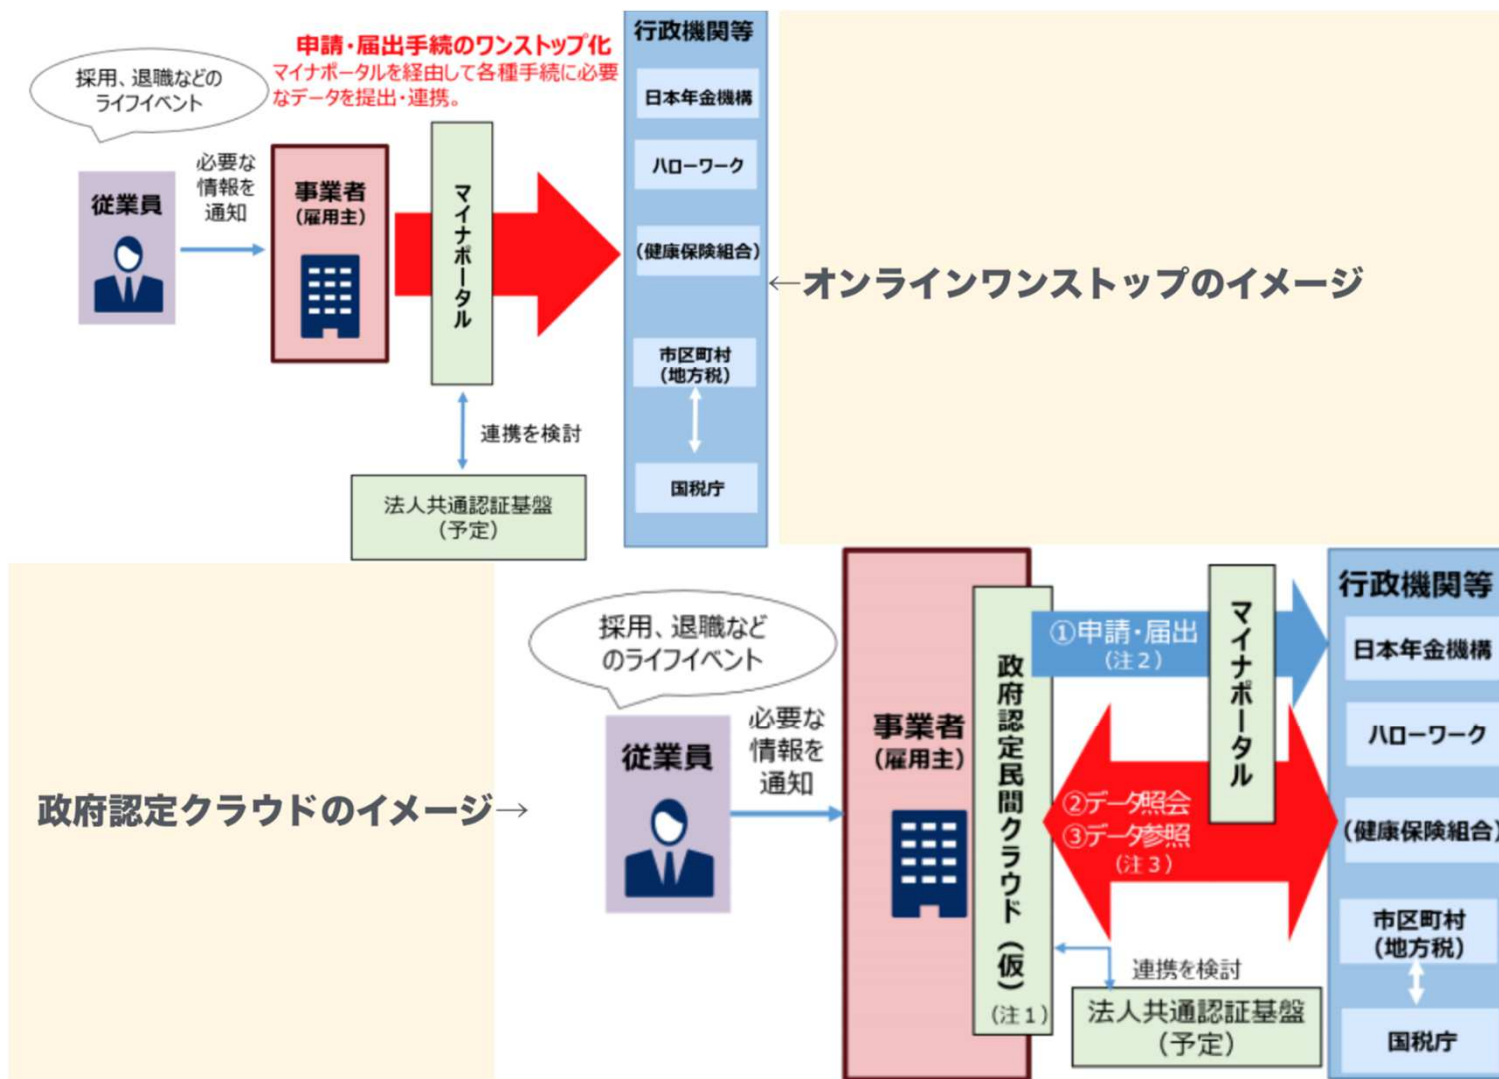 申請・届出手続のワンストップ化
マイナポータルを経由して各種手続に必要
なデータを提出・連携。
採用、退職などの
ライフイベント
従業員
必要な
情報を
通知
事業者
（雇用主）
マイナポータル
連携を検討
法人共通認証基盤
（予定）
行政機関等
日本年金機構
ハローワーク
（健康保険組合）
市区町村
（地方税）
国税庁
←オンラインワンストップのイメージ
政府認定クラウドのイメージ→
採用、退職など
のライフイベント
従業員
必要な
情報を
通知
事業者
（雇用主）
政府認定民間クラウド（仮）
（注１）
①申請・届出
（注２）
マイナポータル
②データ照会
③データ参照
（注３）
連携を検討
法人共通認証基盤
（予定）
行政機関等
日本年金機構
ハローワーク
（健康保険組合）
市区町村
（地方税）
国税庁